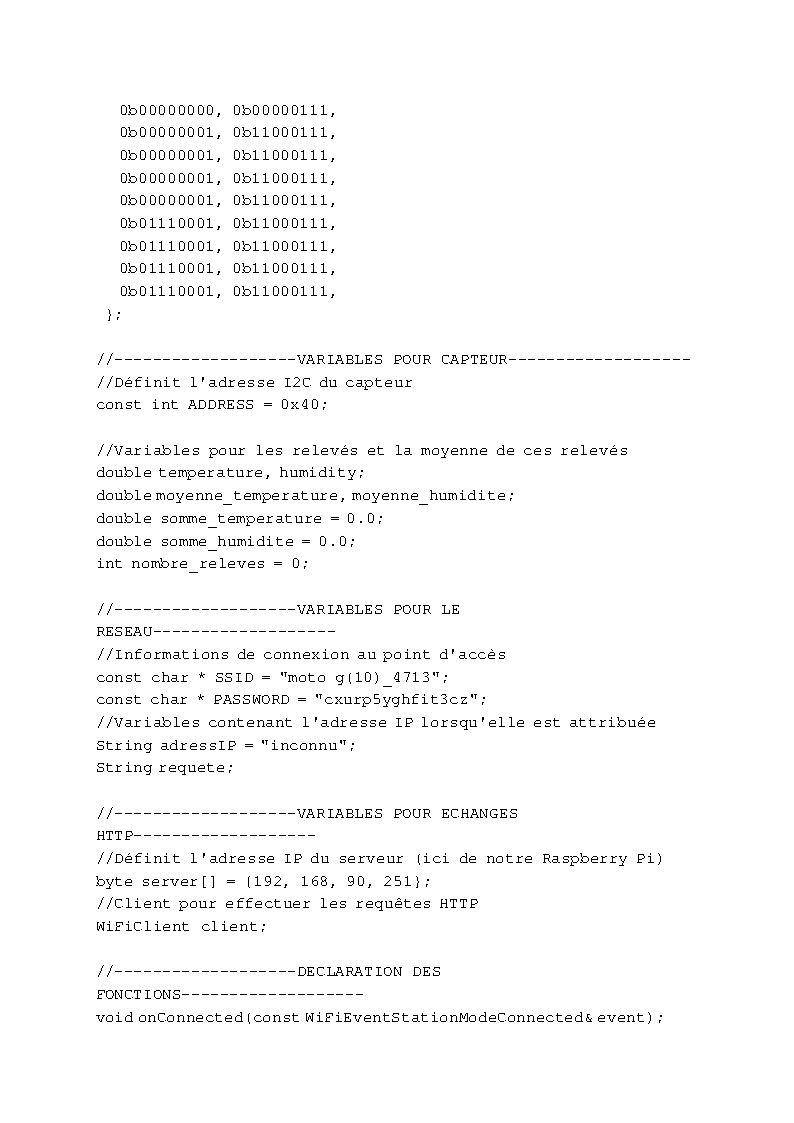 0b00000000, 0b00000111,
0b00000001, 0b11000111,
0b00000001, 0b11000111,
0b00000001, 0b11000111,
0b00000001, 0b11000111,
0b01110001, 0b11000111,
0b01110001, 0b11000111,
0b01110001, 0b11000111,
0b01110001, 0b11000111,
};
//-------------------VARIABLES POUR CAPTEUR-------------------
//Définit l'adresse I2C du capteur
const int ADDRESS = 0x40;
//Variables pour les relevés et la moyenne de ces relevés
double temperature, humidity;
double moyenne_temperature, moyenne_humidite;
double somme_temperature = 0.0;
double somme_humidite = 0.0;
int nombre_releves = 0;
//-------------------VARIABLES POUR LE
RESEAU-------------------
//Informations de connexion au point d'accès
const char * SSID = "moto g(10)_4713";
const char * PASSWORD = "cxurp5yghfit3cz";
//Variables contenant l'adresse IP lorsqu'elle est attribuée
String adressIP = "inconnu";
String requete;
//-------------------VARIABLES POUR ECHANGES
HTTP-------------------
//Définit l'adresse IP du serveur (ici de notre Raspberry Pi)
byte server[] = {192, 168, 90, 251};
//Client pour effectuer les requêtes HTTP
WiFiClient client;
//-------------------DECLARATION DES
FONCTIONS-------------------
void onConnected(const WiFiEventStationModeConnected& event);